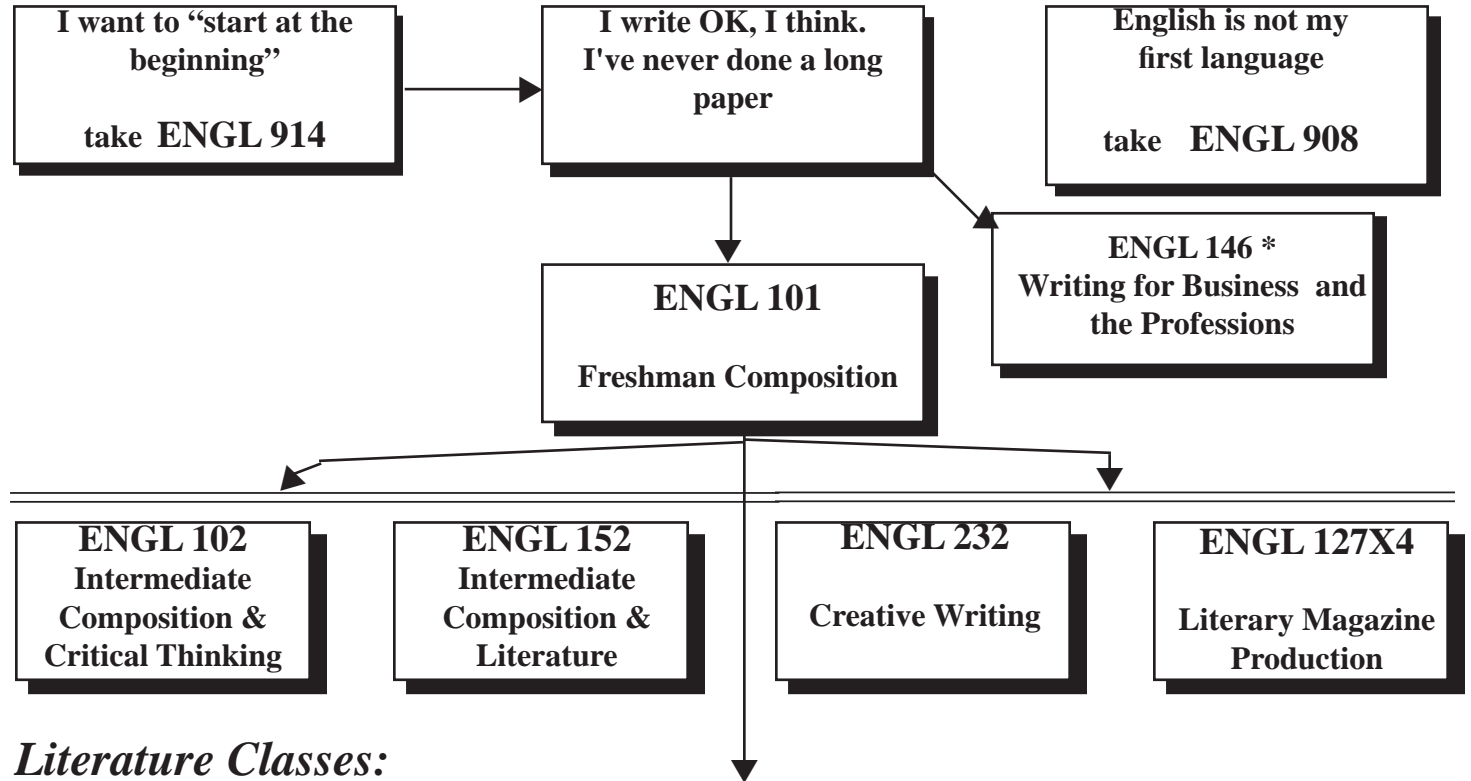 I want to “start at the
beginning”
take ENGL 914
I write OK, I think.
I've never done a long
paper
English is not my
first language
take ENGL 908
ENGL 146 *
Writing for Business and
the Professions
ENGL 101
Freshman Composition
ENGL 102
Intermediate
Composition &
Critical Thinking
ENGL 152
Intermediate
Composition &
Literature
ENGL 232
Creative Writing
ENGL 127X4
Literary Magazine
Production
Literature Classes: